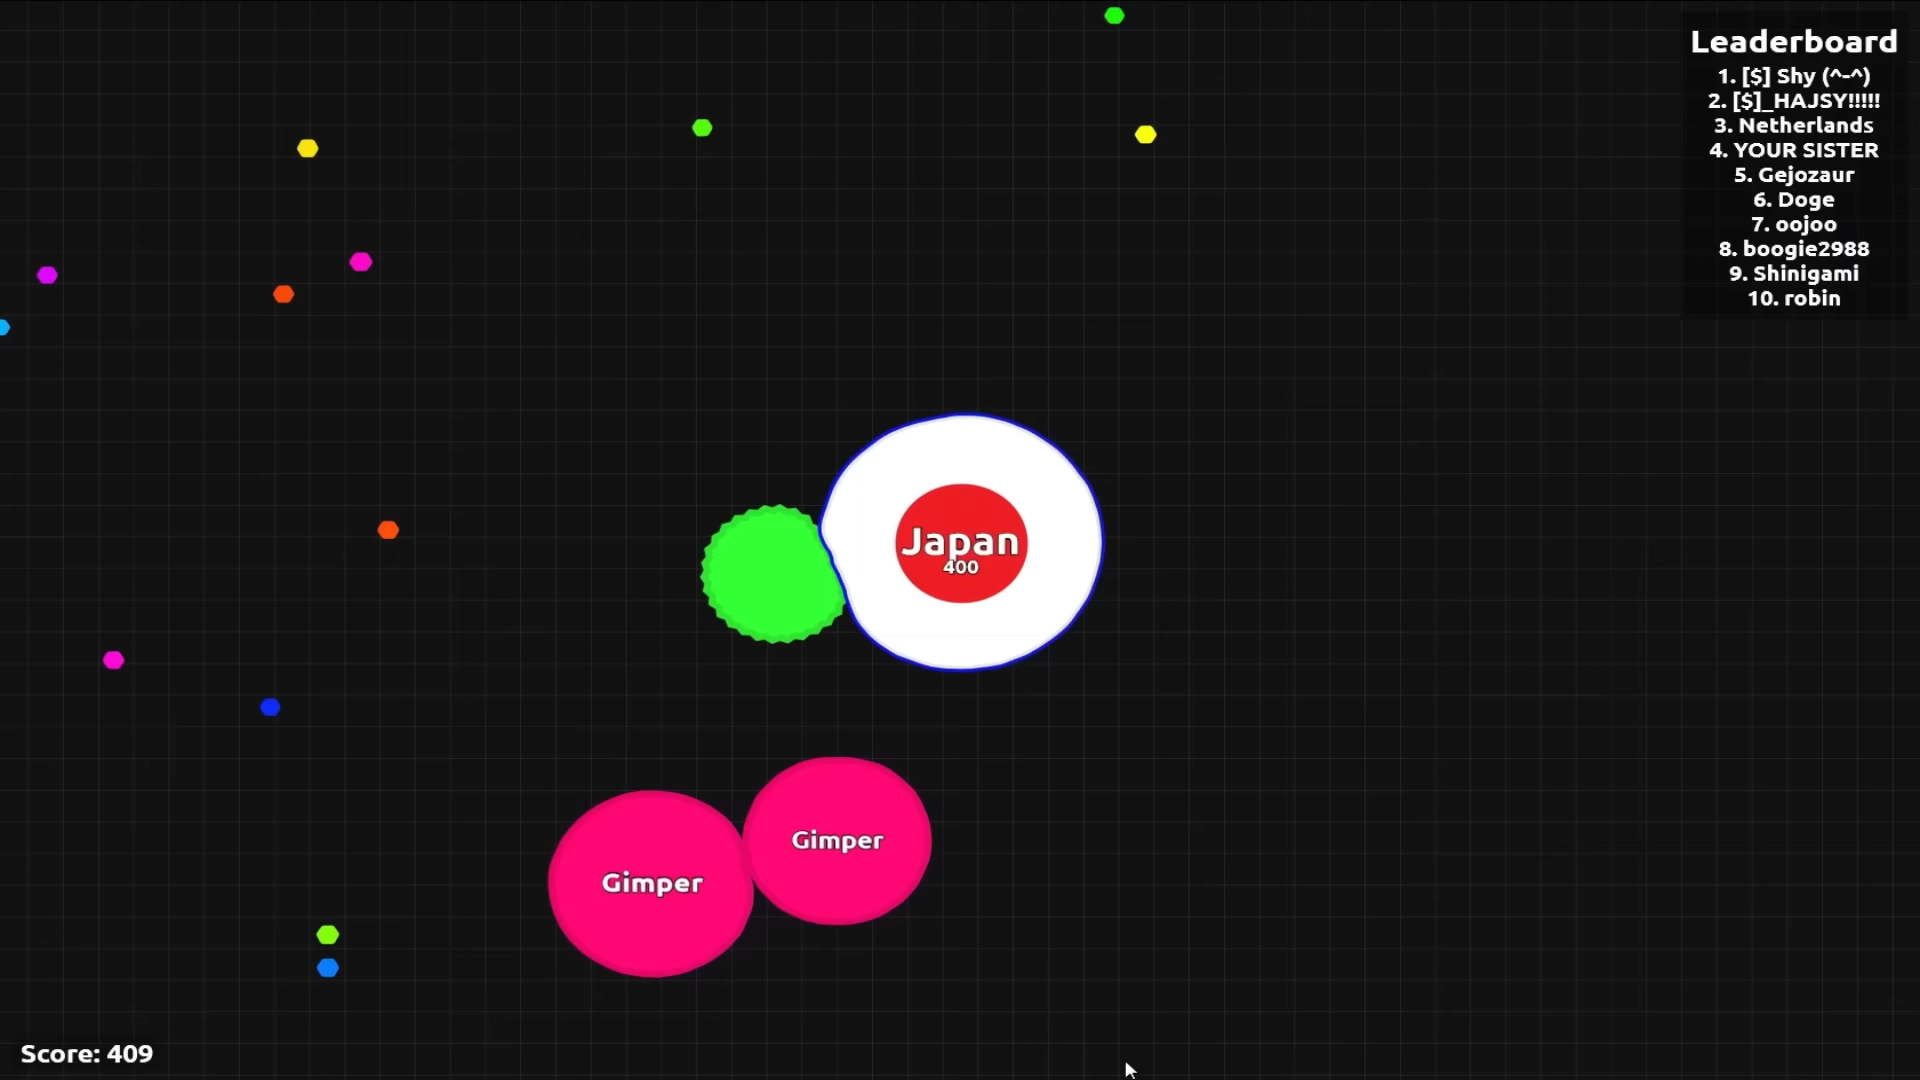 Leaderboard
1. [$] Shy (^-^)
2. [$]_HAJSY!!!!!
3. Netherlands
4. YOUR SISTER
5. Gejozaur
6. Doge
7. oojoo
8. boogie2988
9. Shinigami
10. robin
Japan
400
Gimper
Gimper
Score: 409